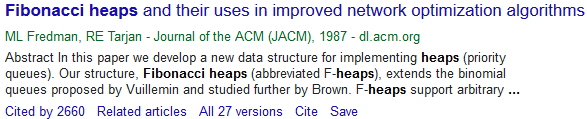 Fibonacci heaps and their uses in improved network optimization algorithms
ML Fredman, RE Tarjan - Journal of the ACM (JACM), 1987 - dl.acm.org
Abstract In this paper we develop a new data structure for implementing heaps (priority
queues). Our structure, Fibonacci heaps (abbreviated F-heaps), extends the binomial
queues proposed by Vuillemin and studied further by Brown. F-heaps support arbitrary ...
Cited by 2660 Related articles All 27 versions Cite Save